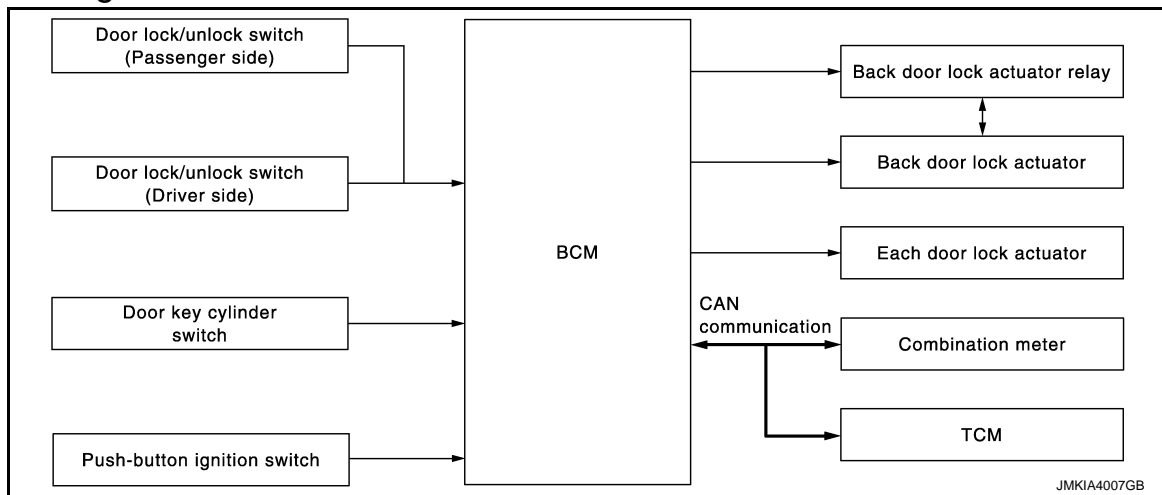 Door lock/unlock switch
(Passenger side)
Door lock/unlock switch
(Driver side)
Door key cylinder
switch
Push-button ignition switch
BCM
CAN
communication
Back door lock actuator relay
Back door lock actuator
Each door lock actuator
Combination meter
TCM
JMKIA4007GB